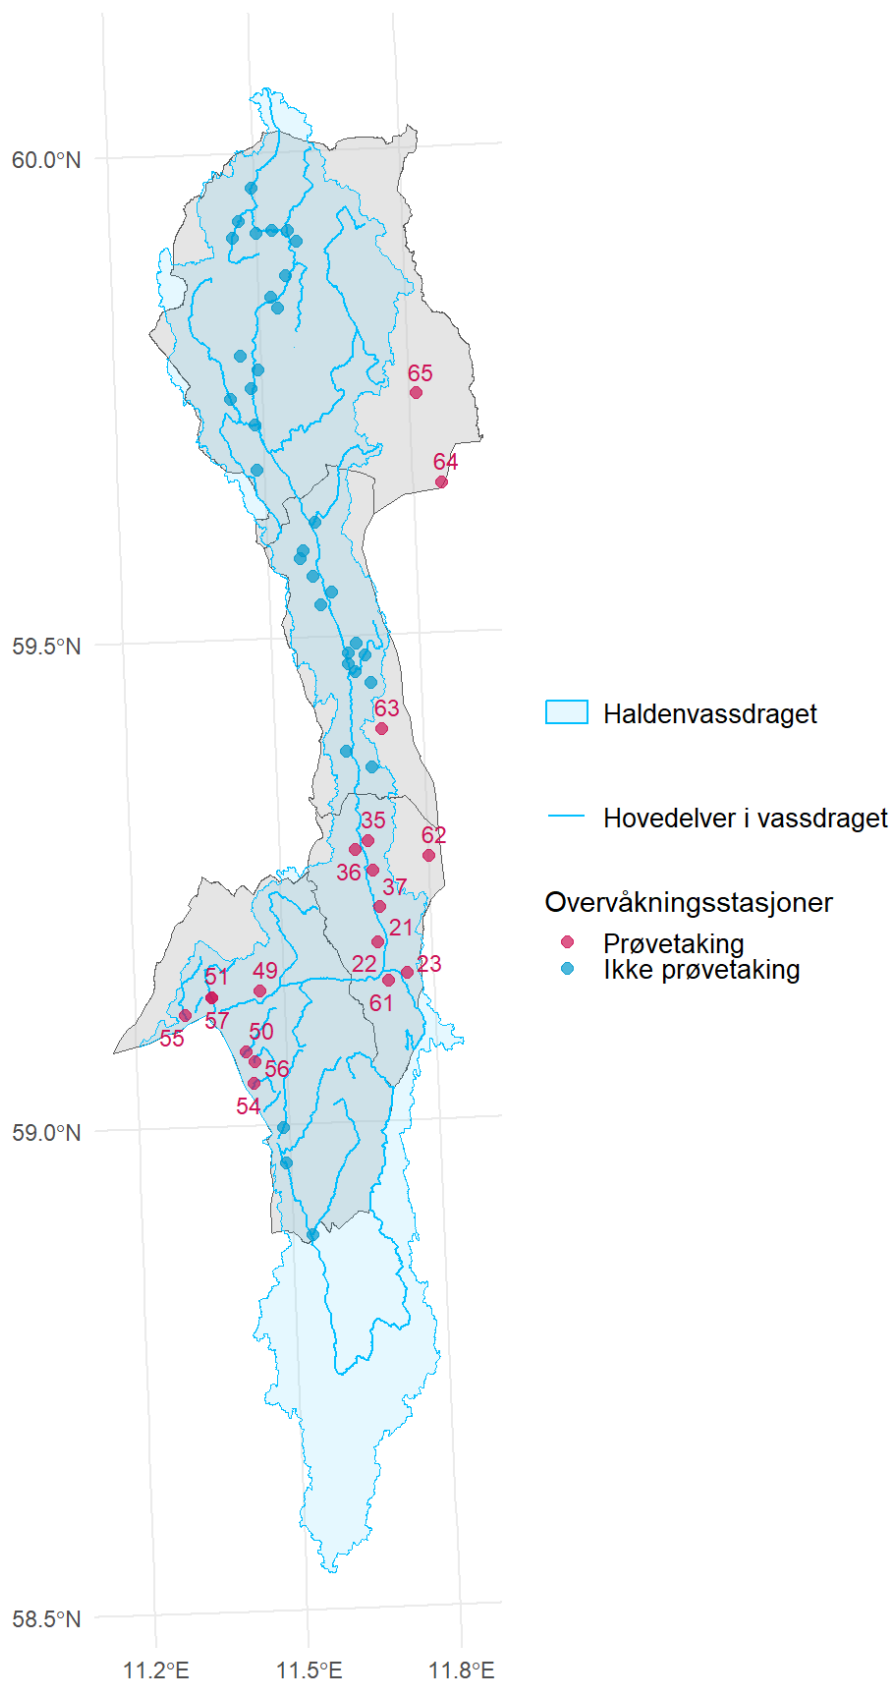 60.0°N
65
64
59.5°N
63
Haldenvassdraget
Hovedelver i vassdraget
35
62
36
37
Overvåkningsstasjoner
Prøvetaking
Ikke prøvetaking
21
22
23
51
49
61
57
55
50
56
54
59.0°N
58.5°N
11.2°E
11.5°E
11.8°E